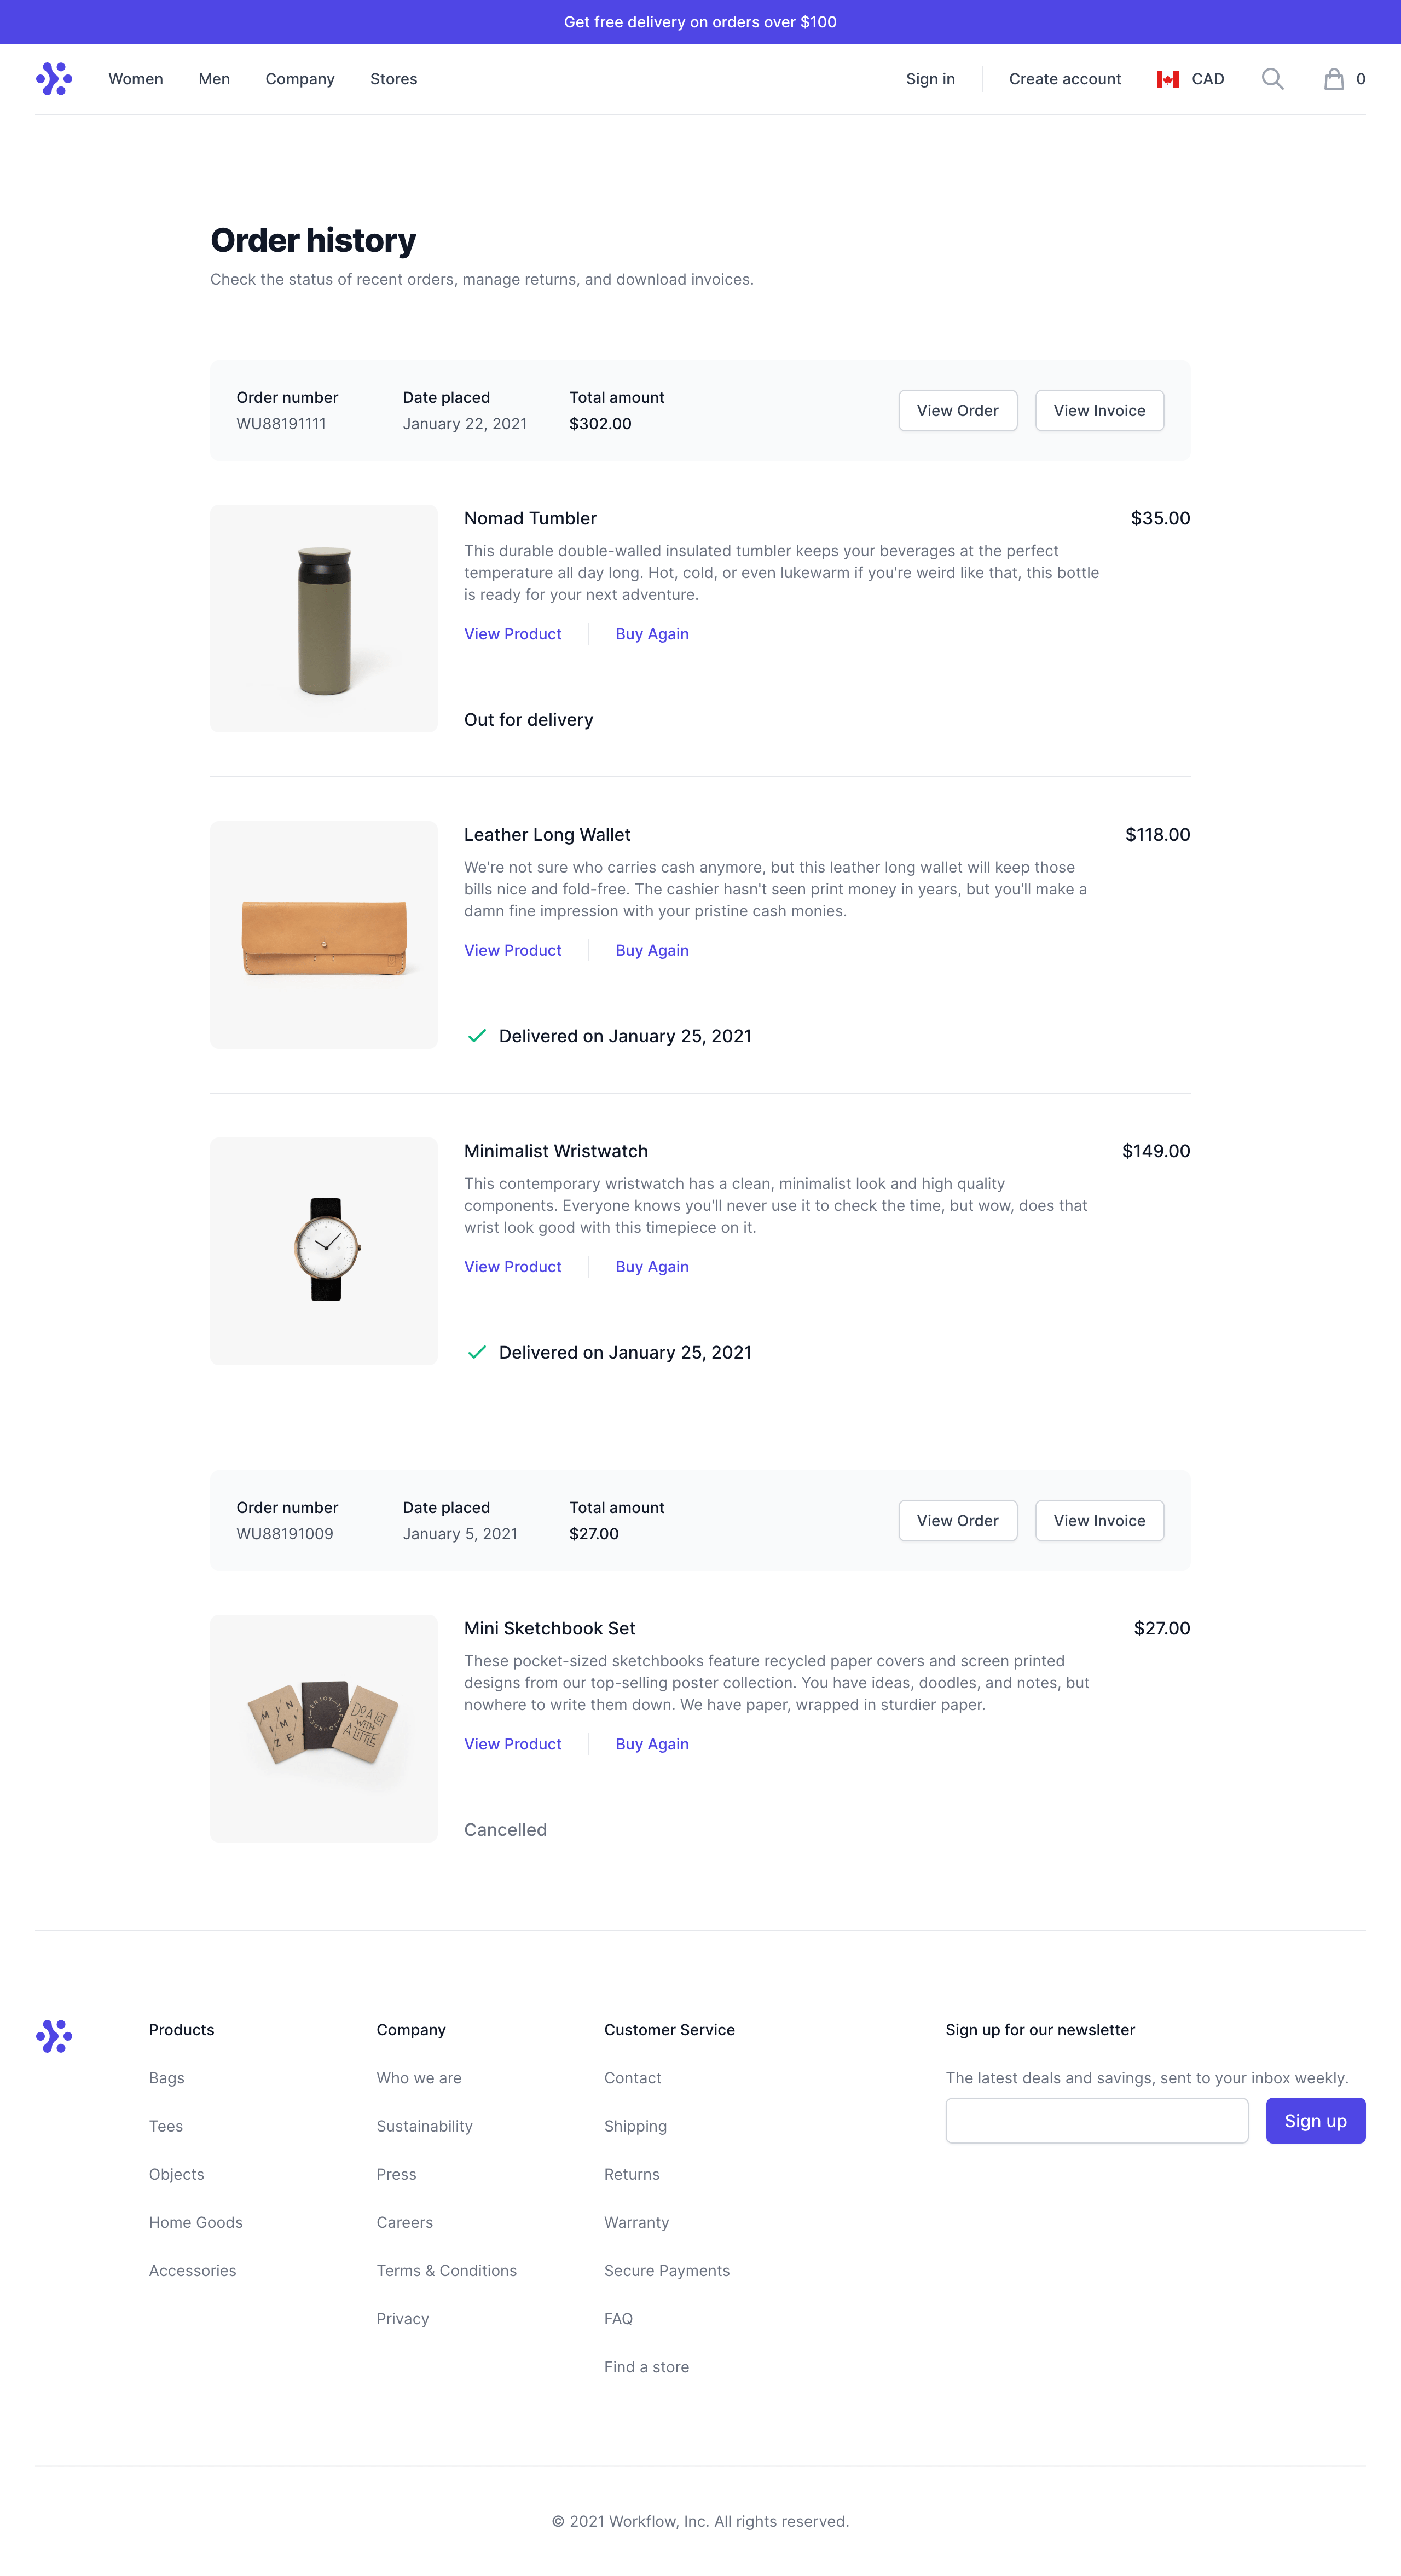 Get free delivery on orders over $100
Women Men Company Stores Sign in Create account CAD 0
Order history
Check the status of recent orders, manage returns, and download invoices.
Order number Date placed Total amount View Order View Invoice
WU88191111 January 22, 2021 $302.00
Nomad Tumbler $35.00
This durable double-walled insulated tumbler keeps your beverages at the perfect
temperature all day long. Hot, cold, or even lukewarm if you're weird like that, this bottle
is ready for your next adventure.
View Product Buy Again
Out for delivery
Leather Long Wallet $118.00
We're not sure who carries cash anymore, but this leather long wallet will keep those
bills nice and fold-free. The cashier hasn't seen print money in years, but you'll make a
damn fine impression with your pristine cash monies.
View Product Buy Again
Delivered on January 25, 2021
Minimalist Wristwatch $149.00
This contemporary wristwatch has a clean, minimalist look and high quality
components. Everyone knows you'll never use it to check the time, but wow, does that
wrist look good with this timepiece on it.
View Product Buy Again
Delivered on January 25, 2021
Order number Date placed Total amount View Order View Invoice
WU88191009 January 5, 2021 $27.00
Mini Sketchbook Set $27.00
These pocket-sized sketchbooks feature recycled paper covers and screen printed
designs from our top-selling poster collection. You have ideas, doodles, and notes, but
nowhere to write them down. We have paper, wrapped in sturdier paper.
View Product Buy Again
MIN
IMY
ZE
ENJOY THE JOURNEY
DO A LOT
WITH
A LITTLE
Cancelled
Products Company Customer Service Sign up for our newsletter
Bags Who we are Contact The latest deals and savings, sent to your inbox weekly.
Tees Sustainability Shipping Sign up
Objects Press Returns
Home Goods Careers Warranty
Accessories Terms & Conditions Secure Payments
Privacy FAQ
Find a store
© 2021 Workflow, Inc. All rights reserved.